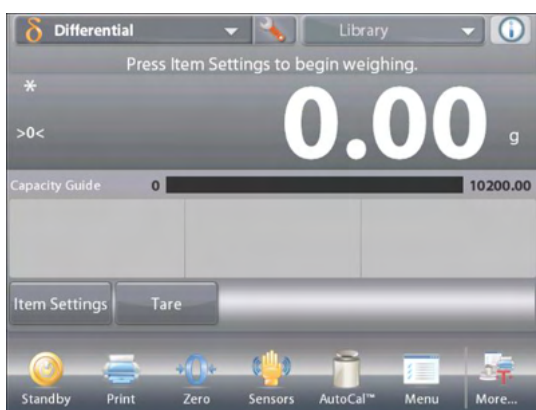 δ Differential Library
Press Item Settings to begin weighing.
*
>0< 0.00 g
Capacity Guide 0 10200.00
Item Settings Tare
Standby Print Zero Sensors AutoCal™ Menu More...